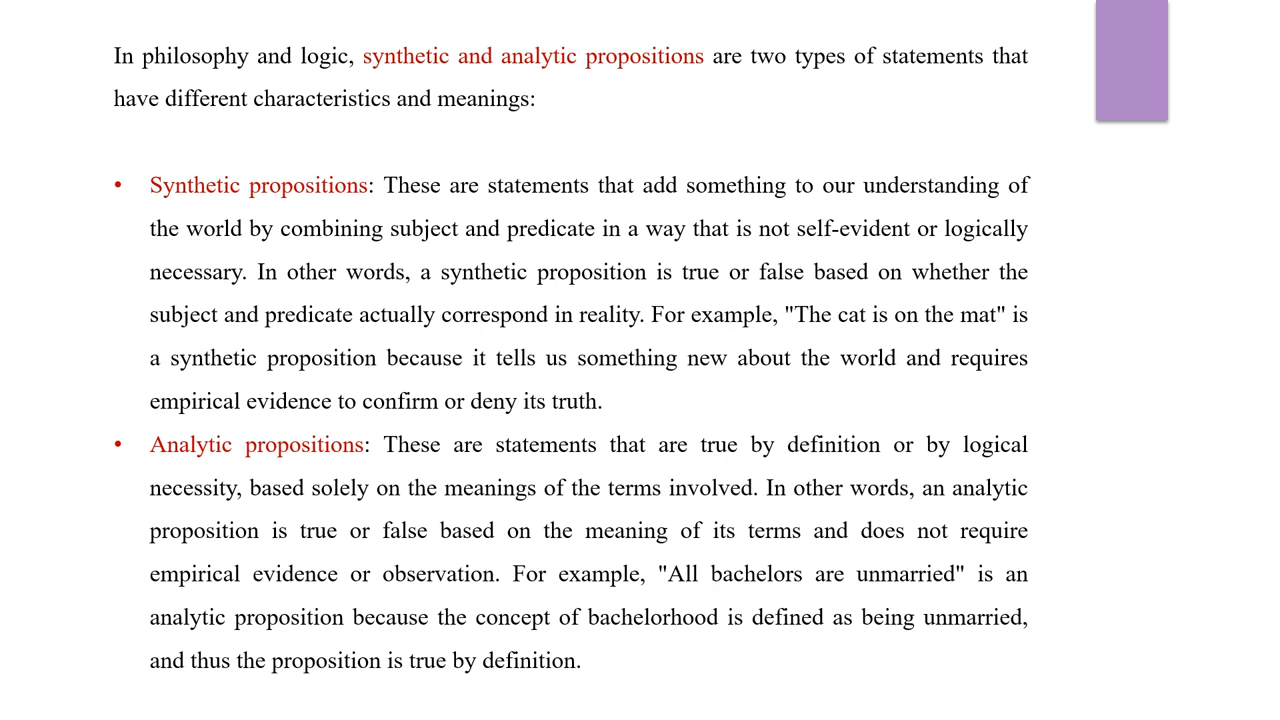 In philosophy and logic, synthetic and analytic propositions are two types of statements that
have different characteristics and meanings:
• Synthetic propositions: These are statements that add something to our understanding of
the world by combining subject and predicate in a way that is not self-evident or logically
necessary. In other words, a synthetic proposition is true or false based on whether the
subject and predicate actually correspond in reality. For example, "The cat is on the mat" is
a synthetic proposition because it tells us something new about the world and requires
empirical evidence to confirm or deny its truth.
• Analytic propositions: These are statements that are true by definition or by logical
necessity, based solely on the meanings of the terms involved. In other words, an analytic
proposition is true or false based on the meaning of its terms and does not require
empirical evidence or observation. For example, "All bachelors are unmarried" is an
analytic proposition because the concept of bachelorhood is defined as being unmarried,
and thus the proposition is true by definition.